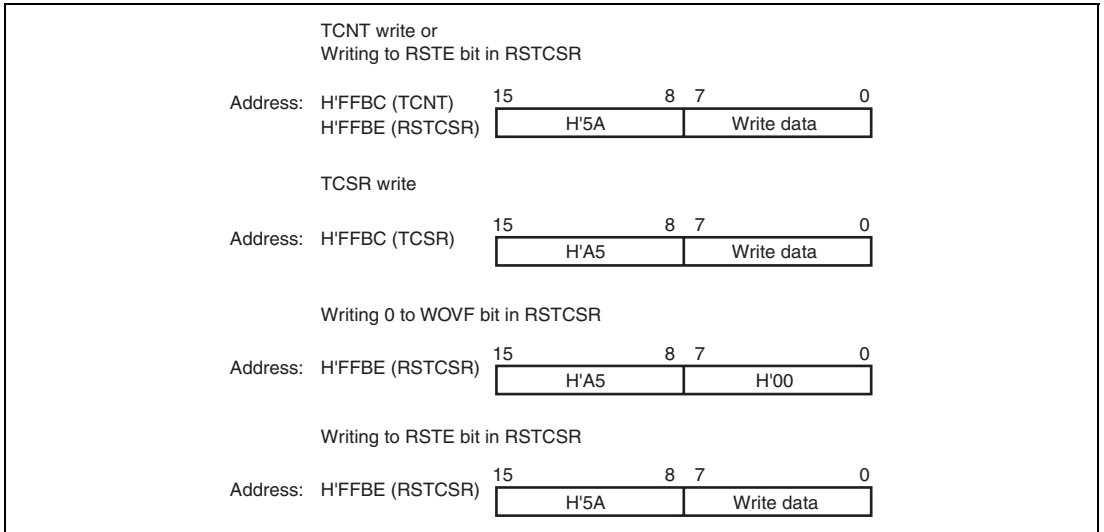 TCNT write or
Writing to RSTE bit in RSTCSR
15 8 7 0
Address: H'FFBC (TCNT)
H'FFBE (RSTCSR)
H'5A Write data
TCSR write
15 8 7 0
Address: H'FFBC (TCSR)
H'A5 Write data
Writing 0 to WOVF bit in RSTCSR
15 8 7 0
Address: H'FFBE (RSTCSR)
H'A5 H'00
Writing to RSTE bit in RSTCSR
15 8 7 0
Address: H'FFBE (RSTCSR)
H'5A Write data